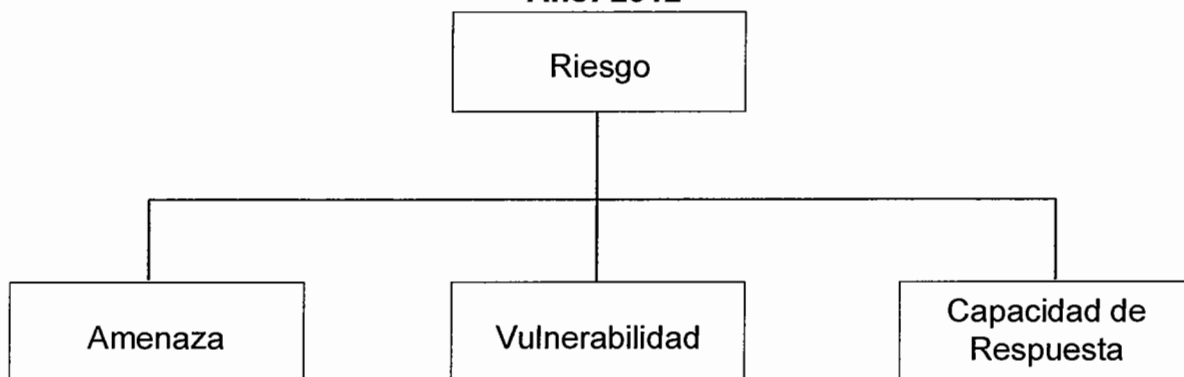 Riesgo
Amenaza
Vulnerabilidad
Capacidad de
Respuesta